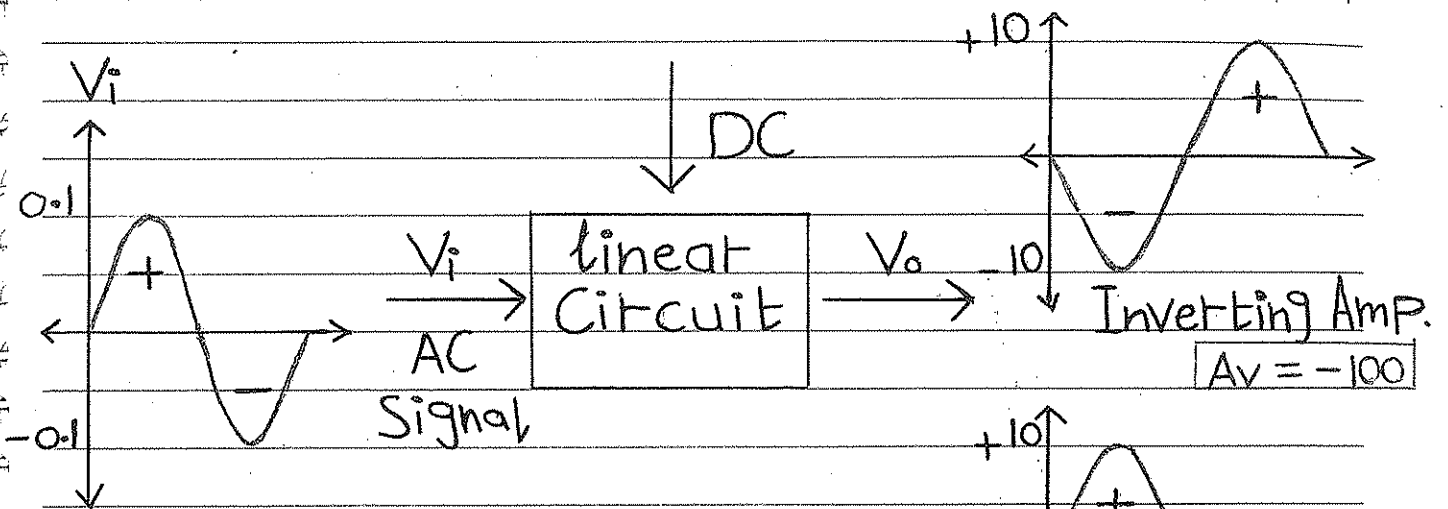 Vi
0.1
+
-
-0.1
Vi
AC
Signal
DC
linear
Circuit
Vo
+10
+
-
-10
Inverting Amp.
Av = -100
+10
+